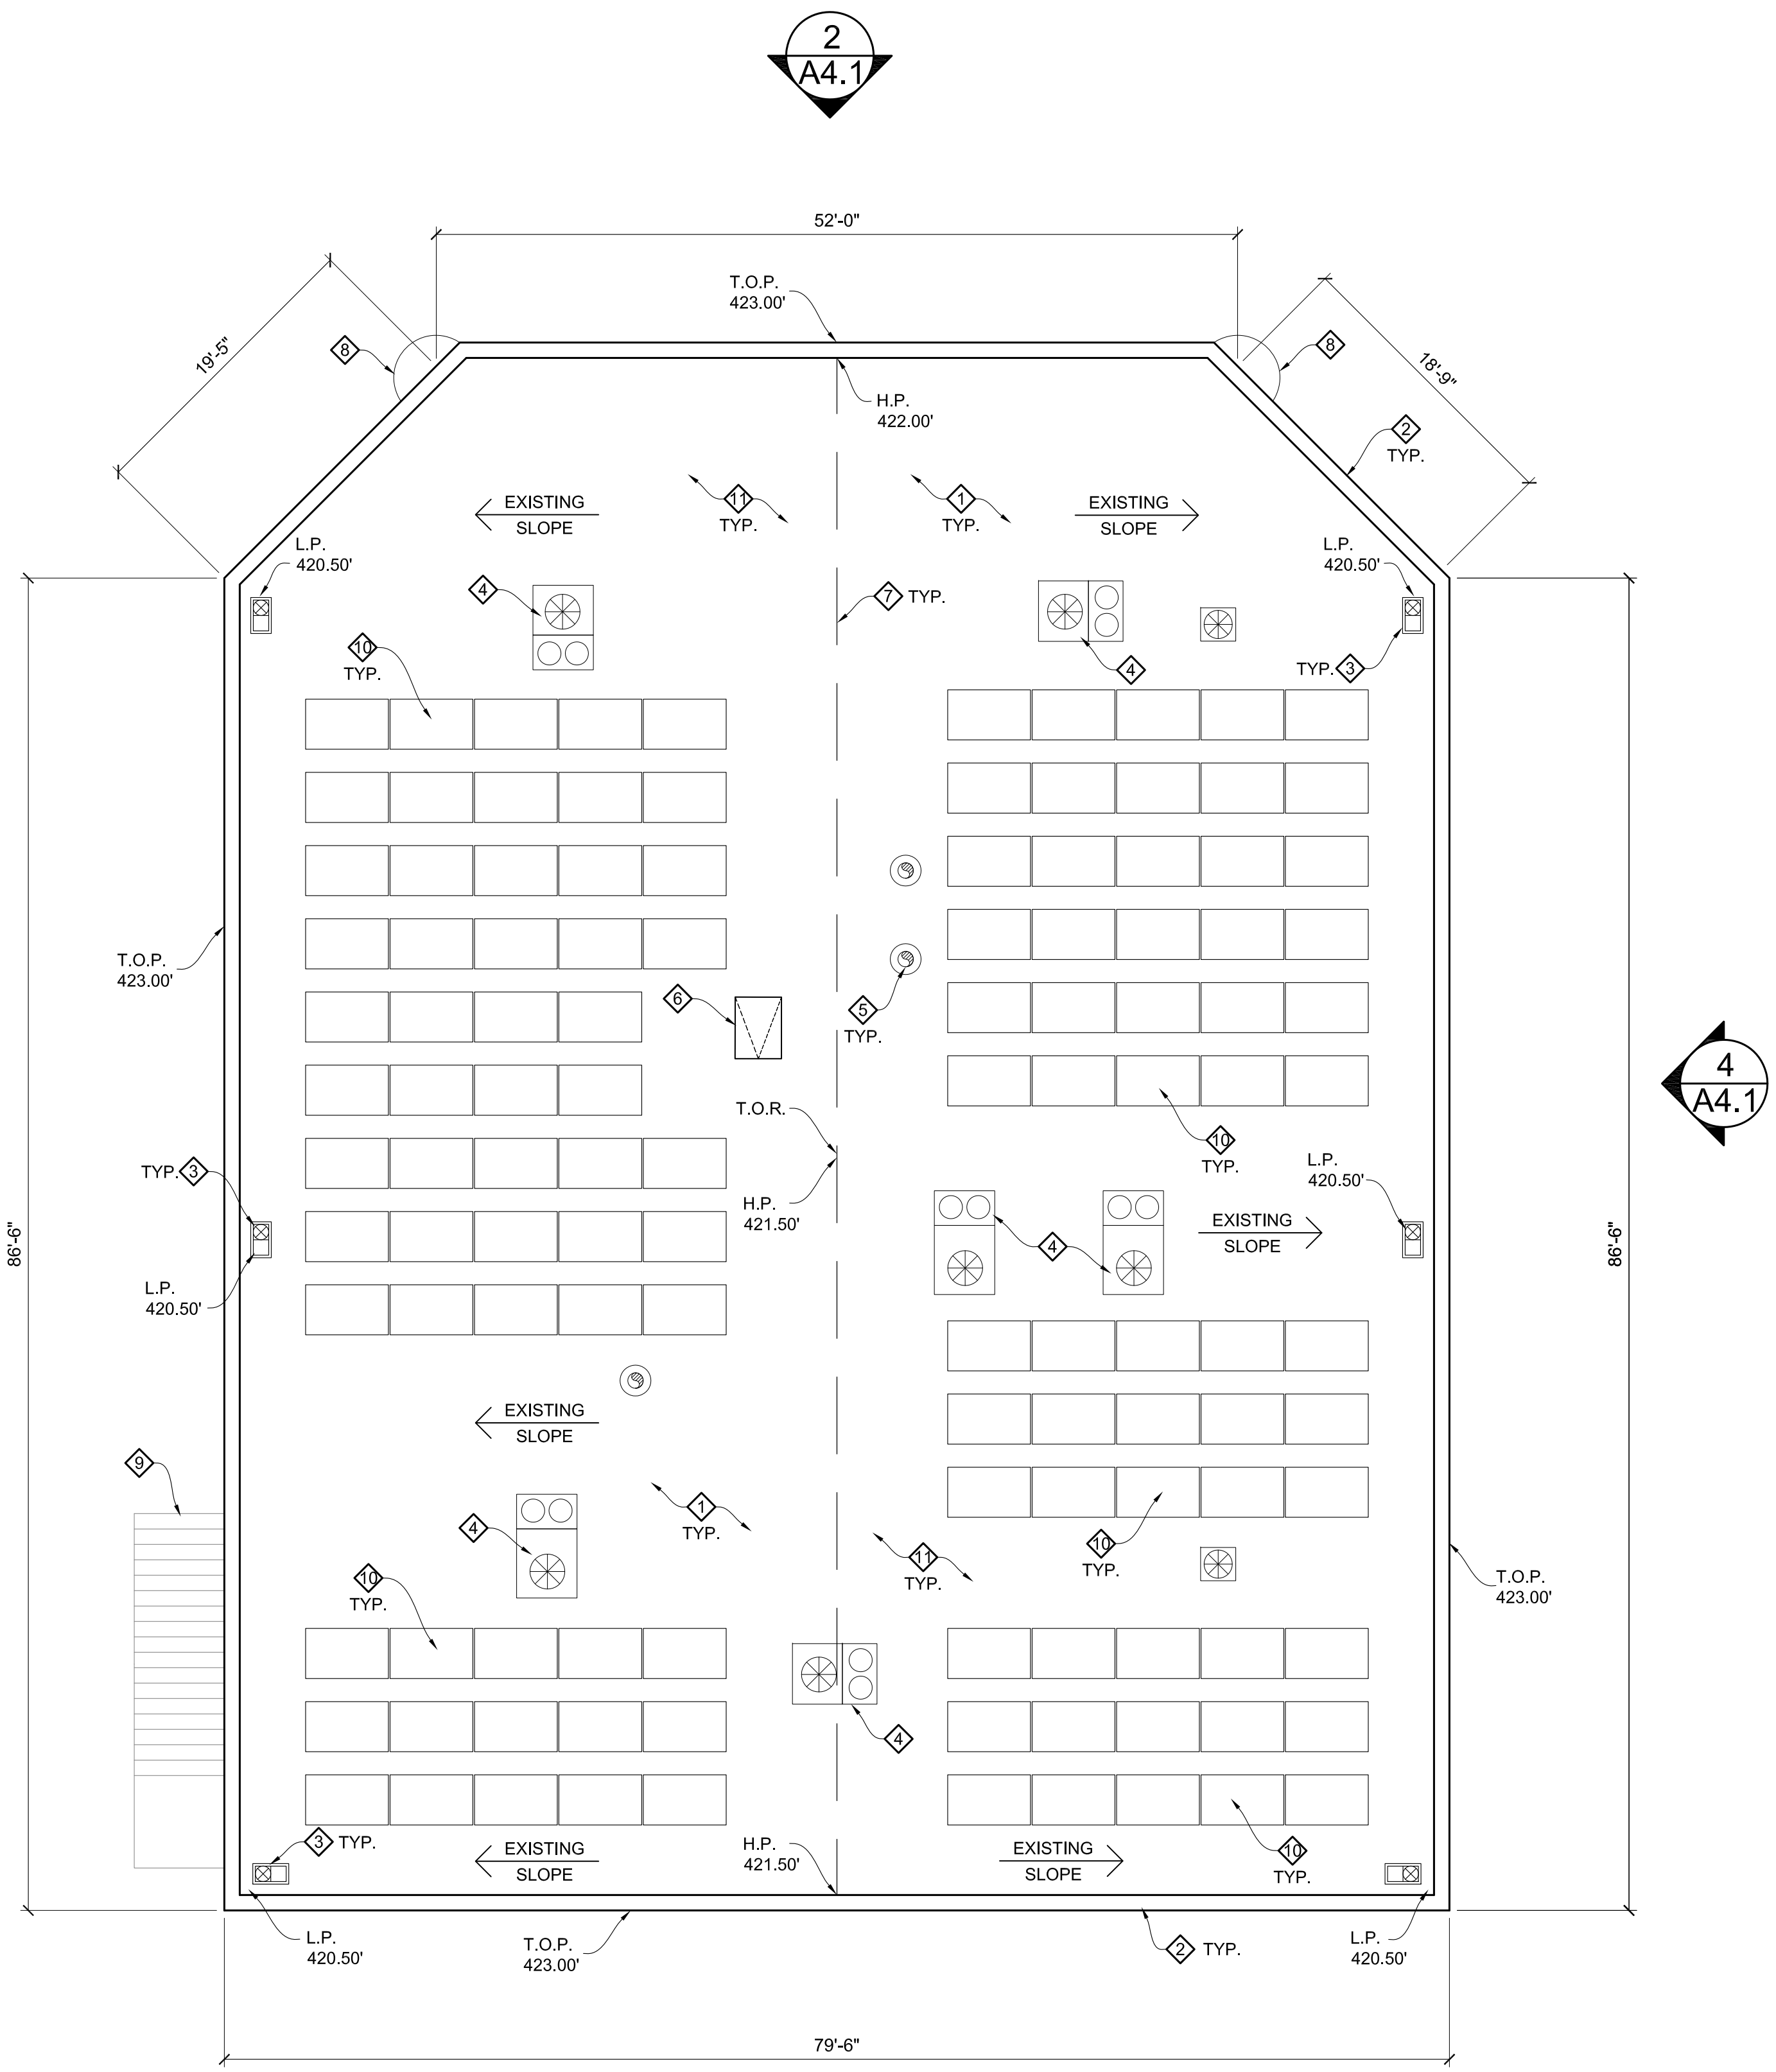 2
A4.1
52'-0"
T.O.P.
423.00'
19'-5"
8
8
18'-9"
H.P.
422.00'
2
TYP.
EXISTING
SLOPE
11
TYP.
1
TYP.
EXISTING
SLOPE
L.P.
420.50'
L.P.
420.50'
4
7 TYP.
10
TYP.
4
TYP. 3
T.O.P.
423.00'
6
5
TYP.
4
A4.1
T.O.R.
10
TYP.
TYP. 3
L.P.
420.50'
H.P.
421.50'
86'-6"
4
EXISTING
SLOPE
86'-6"
L.P.
420.50'
EXISTING
SLOPE
9
1
TYP.
4
10
TYP.
11
TYP.
10
TYP.
T.O.P.
423.00'
4
3 TYP.
EXISTING
SLOPE
H.P.
421.50'
EXISTING
SLOPE
10
TYP.
L.P.
420.50'
T.O.P.
423.00'
2 TYP.
L.P.
420.50'
79'-6"